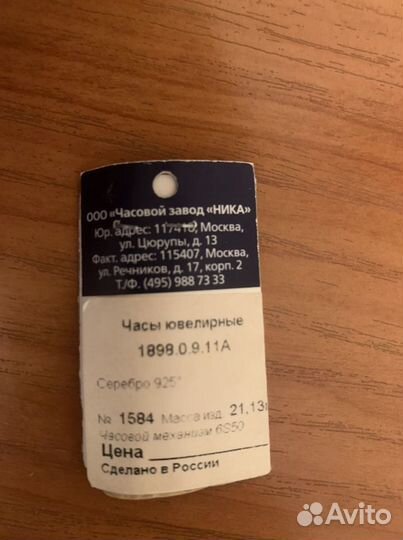 ООО «Часовой завод «НИКА»
Юр. адрес: 117418, Москва,
ул. Цюрупы, д. 13
Факт. адрес: 115407, Москва,
ул. Речников, д. 17, корп. 2
Т./Ф. (495) 988 73 33
Часы ювелирные
1898.0.9.11А
Серебро 925°
№ 1584 Масса изд. 21,13г
Часовой механизм 6S50
Цена
Сделано в России
Avito